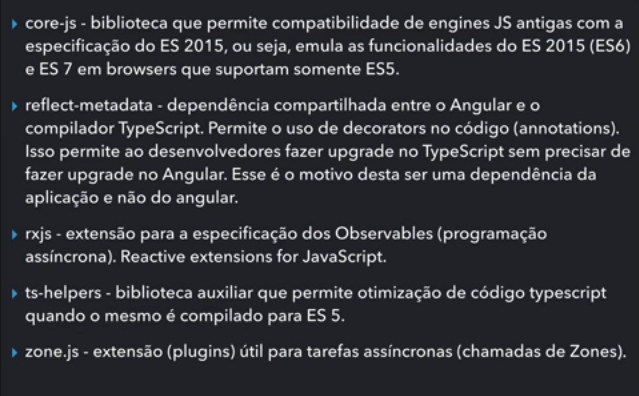 ▸ core-js - biblioteca que permite compatibilidade de engines JS antigas com a
especificação do ES 2015, ou seja, emula as funcionalidades do ES 2015 (ES6)
e ES 7 em browsers que suportam somente ES5.
▸ reflect-metadata - dependência compartilhada entre o Angular e o
compilador TypeScript. Permite o uso de decorators no código (annotations).
Isso permite ao desenvolvedores fazer upgrade no TypeScript sem precisar de
fazer upgrade no Angular. Esse é o motivo desta ser uma dependência da
aplicação e não do angular.
▸ rxjs - extensão para a especificação dos Observables (programação
assíncrona). Reactive extensions for JavaScript.
▸ ts-helpers - biblioteca auxiliar que permite otimização de código typescript
quando o mesmo é compilado para ES 5.
▸ zone.js - extensão (plugins) útil para tarefas assíncronas (chamadas de Zones).